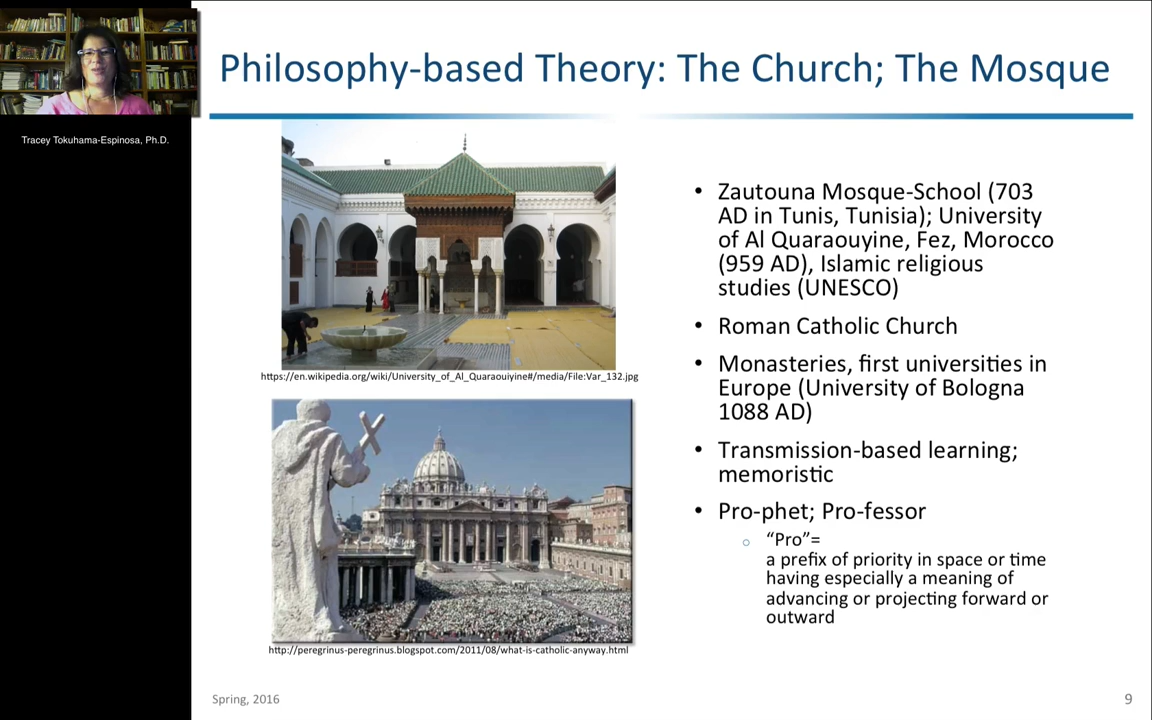 Tracey Tokuhama-Espinosa, Ph.D.
Philosophy-based Theory: The Church; The Mosque
https://en.wikipedia.org/wiki/University_of_Al_Quaraouiyine#/media/File:Var_132.jpg
http://peregrinus-peregrinus.blogspot.com/2011/08/what-is-catholic-anyway.html
• Zautouna Mosque-School (703
AD in Tunis, Tunisia); University
of Al Quaraouyine, Fez, Morocco
(959 AD), Islamic religious
studies (UNESCO)
• Roman Catholic Church
• Monasteries, first universities in
Europe (University of Bologna
1088 AD)
• Transmission-based learning;
memoristic
• Pro-phet; Pro-fessor
○ “Pro”=
a prefix of priority in space or time
having especially a meaning of
advancing or projecting forward or
outward
Spring, 2016
9